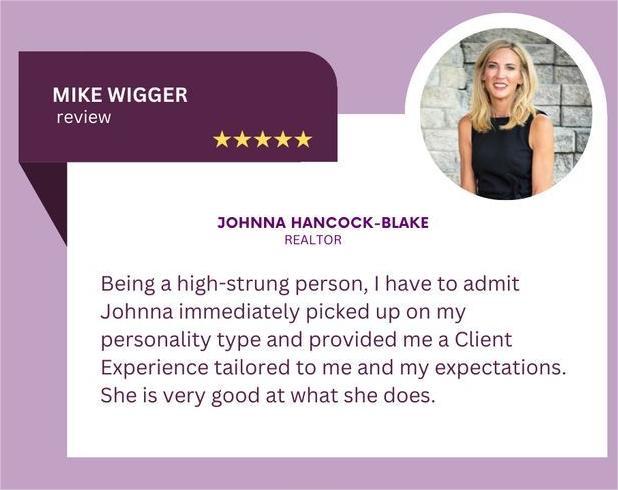 MIKE WIGGER
review
★★★★★
JOHNNA HANCOCK-BLAKE
REALTOR
Being a high-strung person, I have to admit
Johnna immediately picked up on my
personality type and provided me a Client
Experience tailored to me and my expectations.
She is very good at what she does.